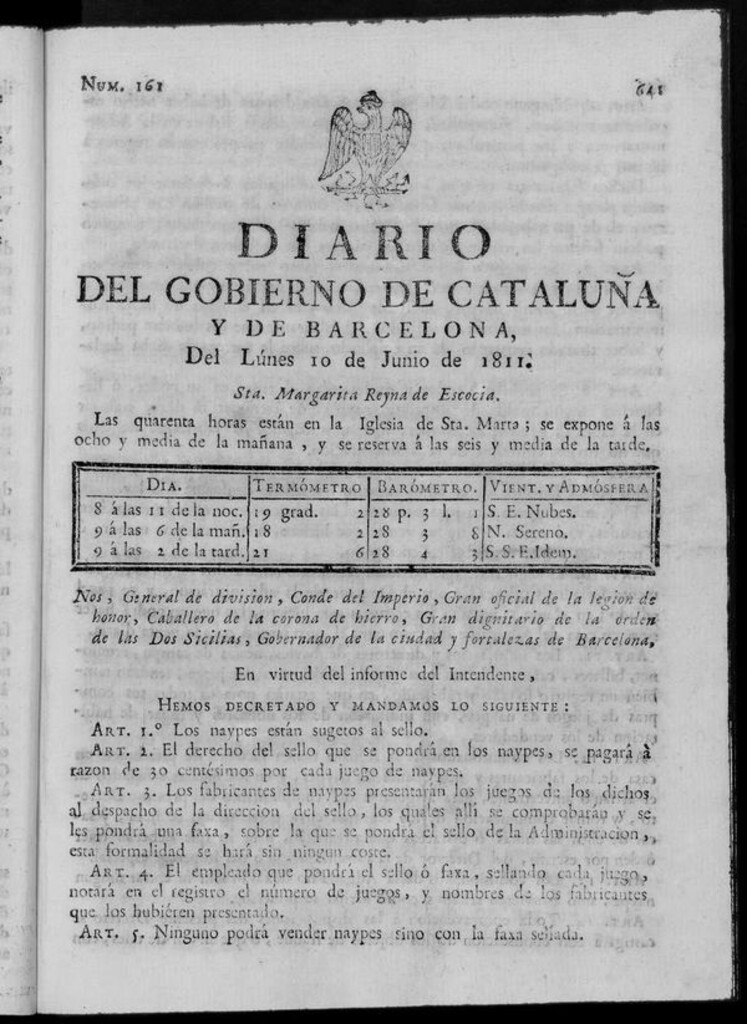 Num. 161 641
DIARIO
DEL GOBIERNO DE CATALUÑA
Y DE BARCELONA,
Del Lúnes 10 de Junio de 1811.
Sta. Margarita Reyna de Escocia.
Las quarenta horas están en la Iglesia de Sta. Marta; se expone á las
ocho y media de la mañana, y se reserva á las seis y media de la tarde.
Dia. Termómetro Barómetro. Vient. y Admósfera
8 á las 11 de la noc. 19 grad. 2 28 p. 3 l. 1 S. E. Nubes.
9 á las 6 de la mañ. 18 2 28 3 8 N. Sereno.
9 á las 2 de la tard. 21 6 28 4 3 S. S. E. Idem.
Nos, General de division, Conde del Imperio, Gran oficial de la legion de
honor, Caballero de la corona de hierro, Gran dignitario de la órden
de las Dos Sicilias, Gobernador de la ciudad y fortalezas de Barcelona,
En virtud del informe del Intendente,
Hemos decretado y mandamos lo siguiente:
Art. 1.º Los naypes están sugetos al sello.
Art. 2. El derecho del sello que se pondrá en los naypes, se pagará à
razon de 30 centésimos por cada juego de naypes.
Art. 3. Los fabricantes de naypes presentarán los juegos de los dichos
al despacho de la direccion del sello, los quales alli se comprobarán y se
les pondrá una faxa, sobre la que se pondrá el sello de la Administracion,
esta formalidad se hará sin ningun coste.
Art. 4. El empleado que pondrá el sello ó faxa, sellando cada juego,
notará en el registro el número de juegos, y nombres de los fabricantes
que los hubiéren presentado.
Art. 5. Ninguno podrá vender naypes sino con la faxa sellada.